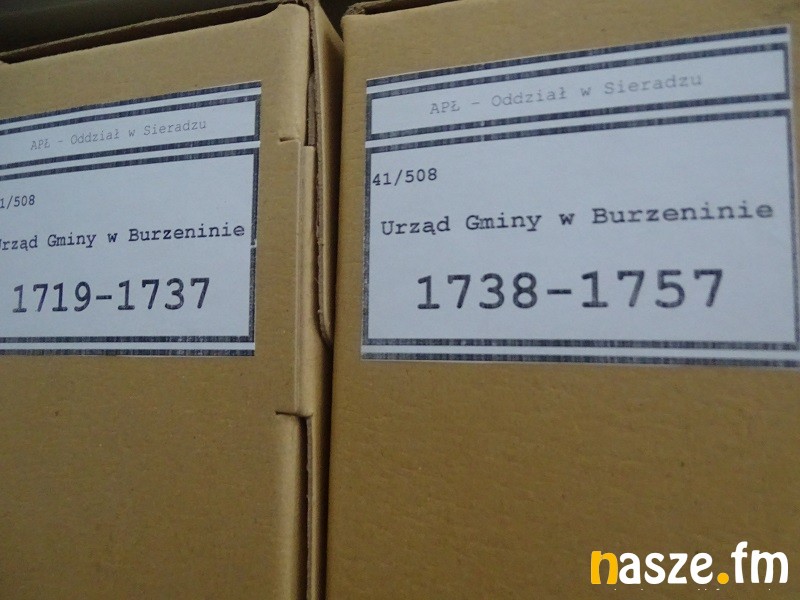 APŁ - Oddział w Sieradzu
1/508
Urząd Gminy w Burzeninie
1719-1737
APŁ - Oddział w Sieradzu
41/508
Urząd Gminy w Burzeninie
1738-1757
nasze.fm